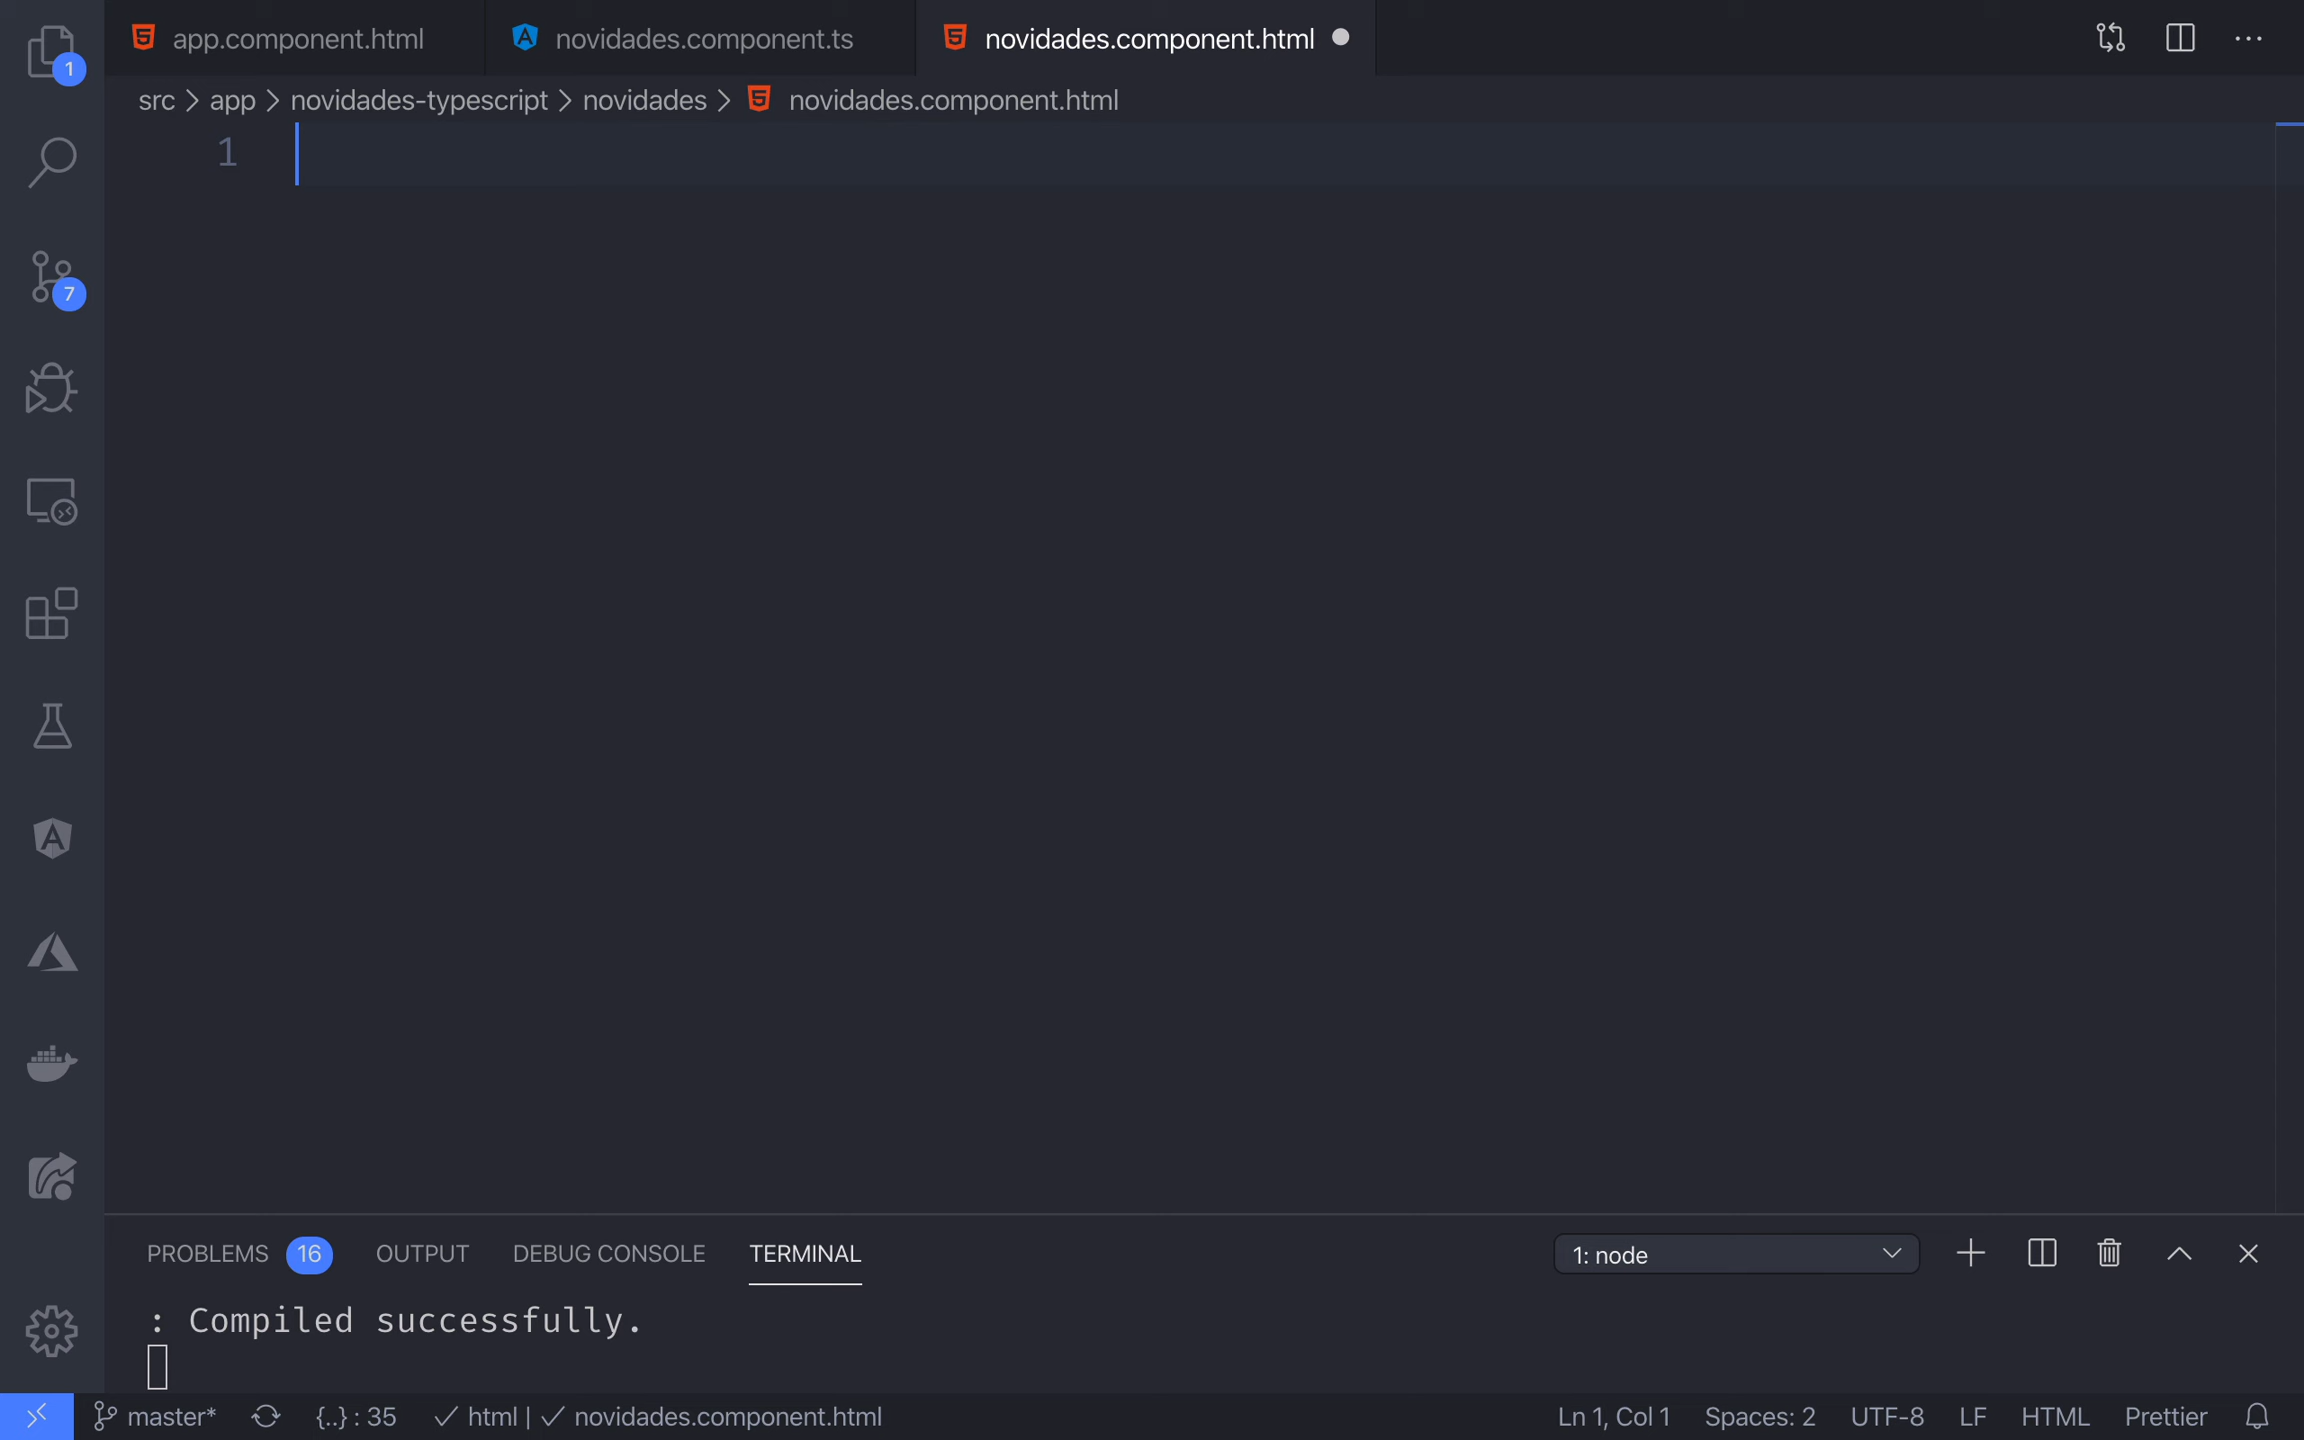 app.component.html
novidades.component.ts
novidades.component.html
1
src > app > novidades-typescript > novidades > novidades.component.html
1
7
PROBLEMS 16 OUTPUT DEBUG CONSOLE TERMINAL 1: node
: Compiled successfully.
master* {..} : 35 ✓ html | ✓ novidades.component.html Ln 1, Col 1 Spaces: 2 UTF-8 LF HTML Prettier